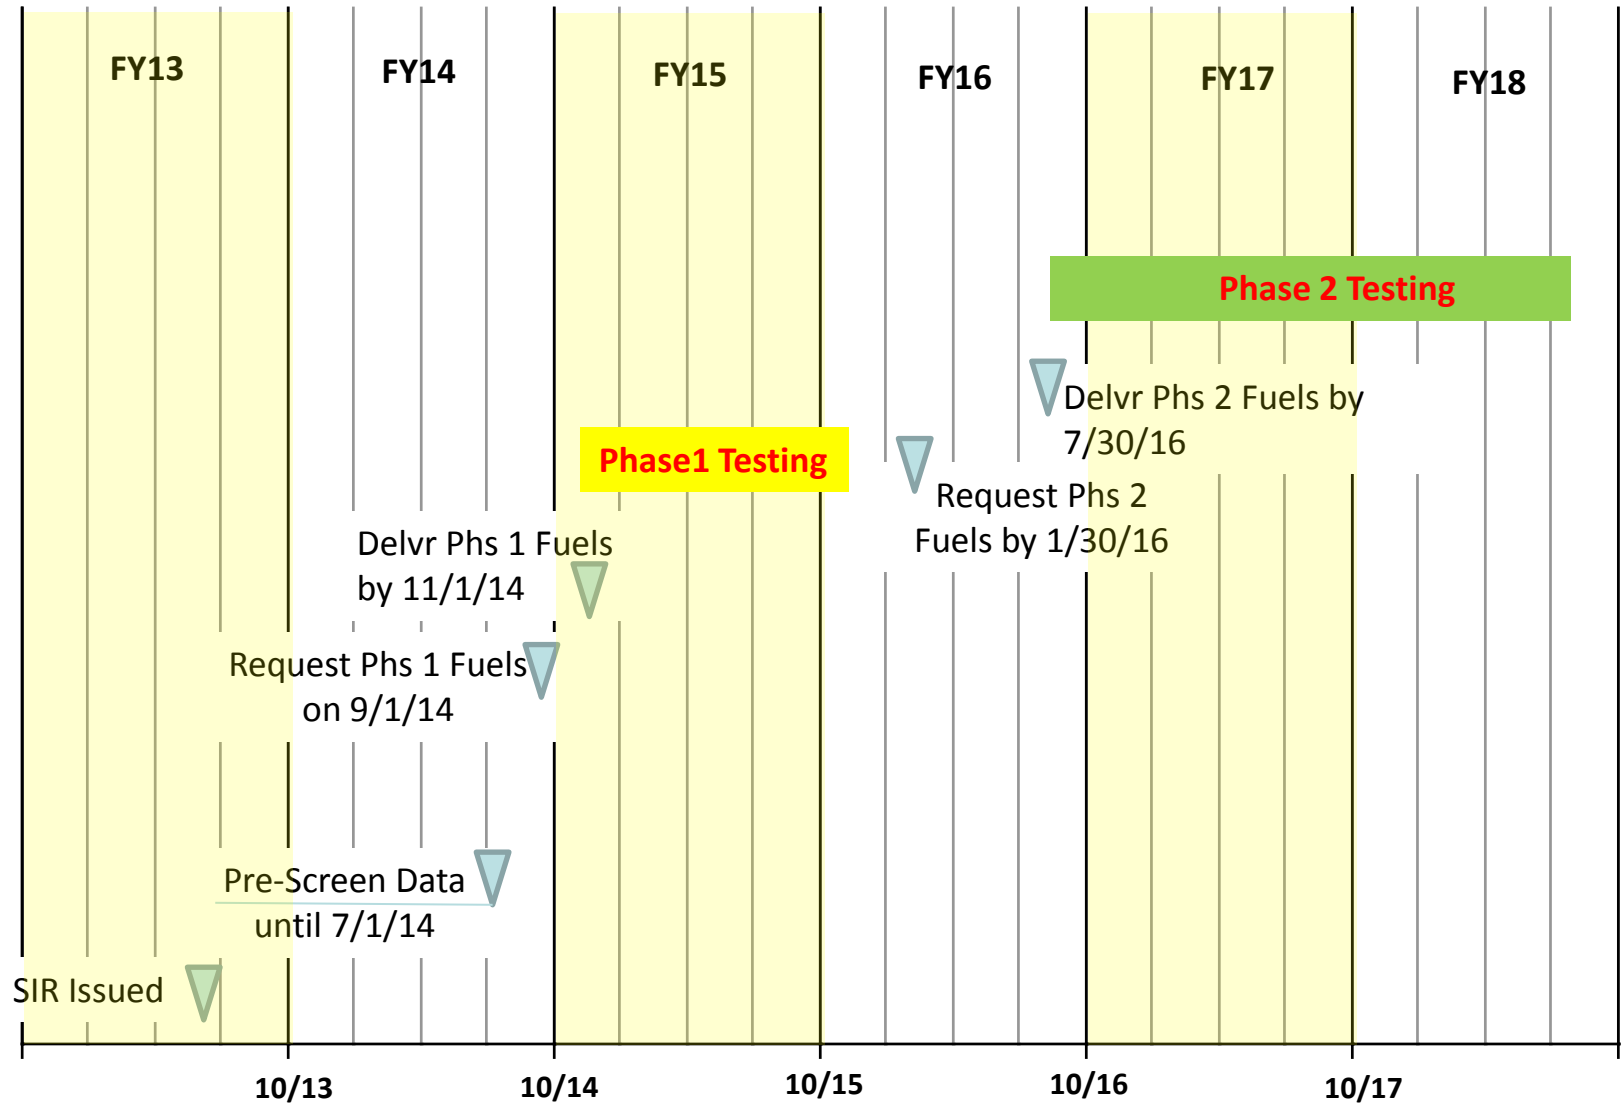 FY13
FY14
FY15
FY16
FY17
FY18
Phase 2 Testing
Delvr Phs 2 Fuels by
7/30/16
Phase1 Testing
Request Phs 2
Fuels by 1/30/16
Delvr Phs 1 Fuels
by 11/1/14
Request Phs 1 Fuels
on 9/1/14
Pre-Screen Data
until 7/1/14
SIR Issued
10/13
10/14
10/15
10/16
10/17